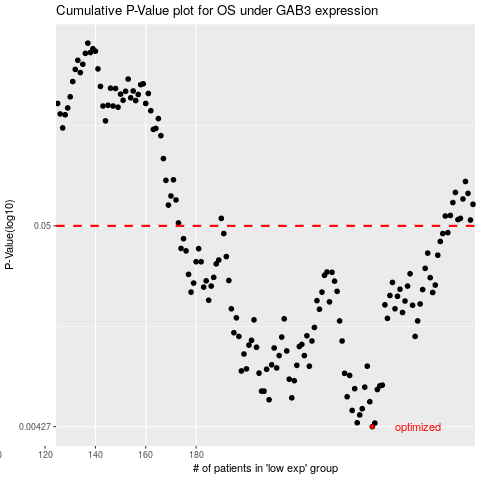 Cumulative P-Value plot for OS under GAB3 expression
P-Value(log10)
0.05
0.00427
optimized
0 120 140 160 180
# of patients in 'low exp' group